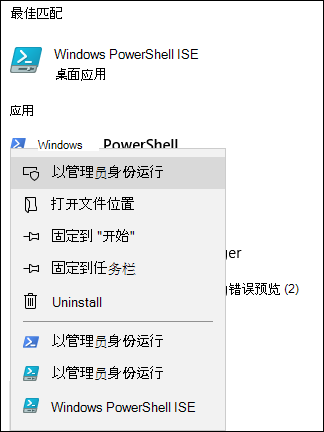 最佳匹配
Windows PowerShell ISE
桌面应用
应用
Windows PowerShell
以管理员身份运行
打开文件位置
固定到 "开始"
ger
固定到任务栏
g错误预览 (2)
Uninstall
以管理员身份运行
以管理员身份运行
Windows PowerShell ISE